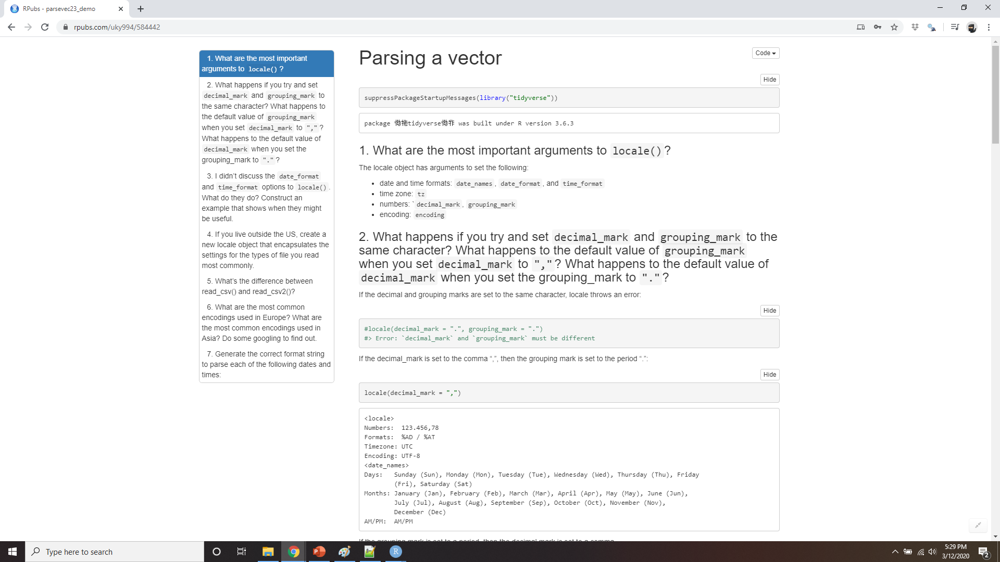 RPubs - parsevec23_demo
rpubs.com/uky994/584442
1. What are the most important
arguments to locale() ?
2. What happens if you try and set
decimal_mark and grouping_mark to
the same character? What happens to
the default value of grouping_mark
when you set decimal_mark to "," ?
What happens to the default value of
decimal_mark when you set the
grouping_mark to "." ?
3. I didn’t discuss the date_format
and time_format options to locale() .
What do they do? Construct an
example that shows when they might
be useful.
4. If you live outside the US, create a
new locale object that encapsulates the
settings for the types of file you read
most commonly.
5. What’s the difference between
read_csv() and read_csv2()?
6. What are the most common
encodings used in Europe? What are
the most common encodings used in
Asia? Do some googling to find out.
7. Generate the correct format string
to parse each of the following dates and
times:
Parsing a vector
Code
Hide
suppressPackageStartupMessages(library("tidyverse"))
package tidyverse was built under R version 3.6.3
1. What are the most important arguments to locale() ?
The locale object has arguments to set the following:
• date and time formats: date_names , date_format , and time_format
• time zone: tz
• numbers: `decimal_mark , grouping_mark
• encoding: encoding
2. What happens if you try and set decimal_mark and grouping_mark to the
same character? What happens to the default value of grouping_mark
when you set decimal_mark to "," ? What happens to the default value of
decimal_mark when you set the grouping_mark to "." ?
If the decimal and grouping marks are set to the same character, locale throws an error:
Hide
#locale(decimal_mark = ".", grouping_mark = ".")
#> Error: `decimal_mark` and `grouping_mark` must be different
If the decimal_mark is set to the comma “,”, then the grouping mark is set to the period “.”:
Hide
locale(decimal_mark = ",")
<locale>
Numbers:  123.456,78
Formats:  %AD / %AT
Timezone: UTC
Encoding: UTF-8
<date_names>
Days:   Sunday (Sun), Monday (Mon), Tuesday (Tue), Wednesday (Wed), Thursday (Thu), Friday
(Fri), Saturday (Sat)
Months: January (Jan), February (Feb), March (Mar), April (Apr), May (May), June (Jun),
July (Jul), August (Aug), September (Sep), October (Oct), November (Nov),
December (Dec)
AM/PM:  AM/PM
If the grouping mark is set to a period, then the decimal mark is set to a comma
Type here to search
5:29 PM
3/12/2020
2